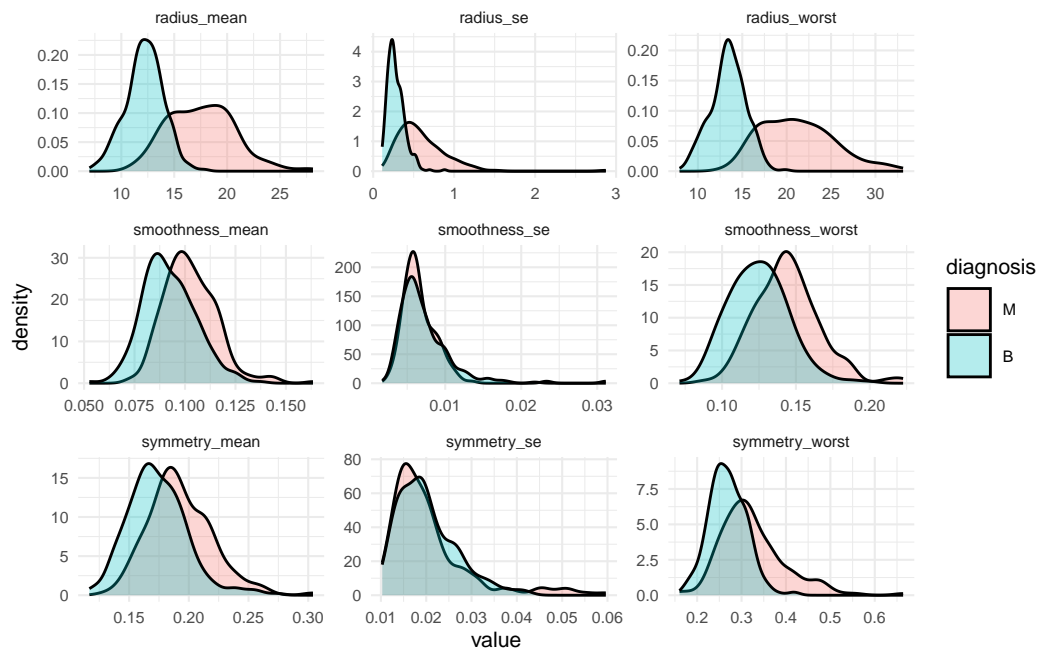 radius_mean
radius_se
radius_worst
0.20
0.15
0.10
0.05
0.00
10 15 20 25
4
3
2
1
0
0 1 2 3
0.20
0.15
0.10
0.05
0.00
10 15 20 25 30
smoothness_mean
smoothness_se
smoothness_worst
30
20
10
0
0.050 0.075 0.100 0.125 0.150
200
150
100
50
0
0.01 0.02 0.03
20
15
10
5
0
0.10 0.15 0.20
symmetry_mean
symmetry_se
symmetry_worst
15
10
5
0
0.15 0.20 0.25 0.30
80
60
40
20
0
0.01 0.02 0.03 0.04 0.05 0.06
7.5
5.0
2.5
0.0
0.2 0.3 0.4 0.5 0.6
density
value
diagnosis
M
B